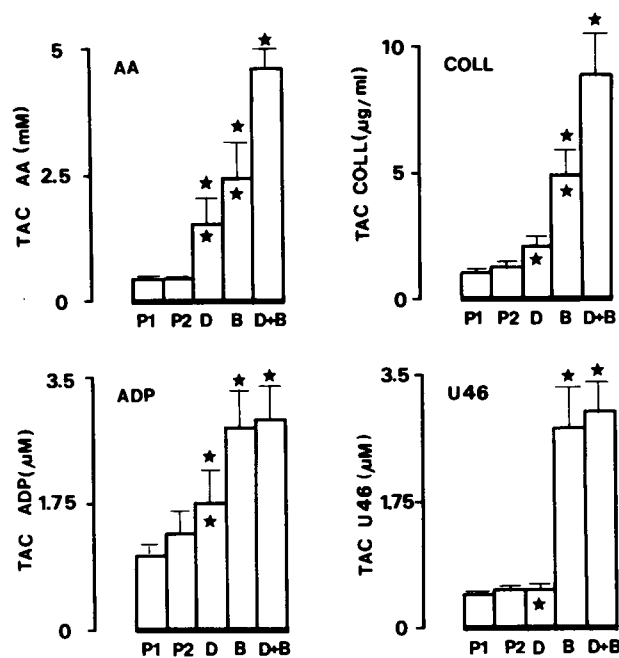 5
AA
TAC AA (mM)
2.5
0
P1 P2 D B D+B
10
COLL
TAC COLL (µg/ml)
5
0
P1 P2 D B D+B
3.5
ADP
TAC ADP (µM)
1.75
0
P1 P2 D B D+B
3.5
U46
TAC U46 (µM)
1.75
0
P1 P2 D B D+B